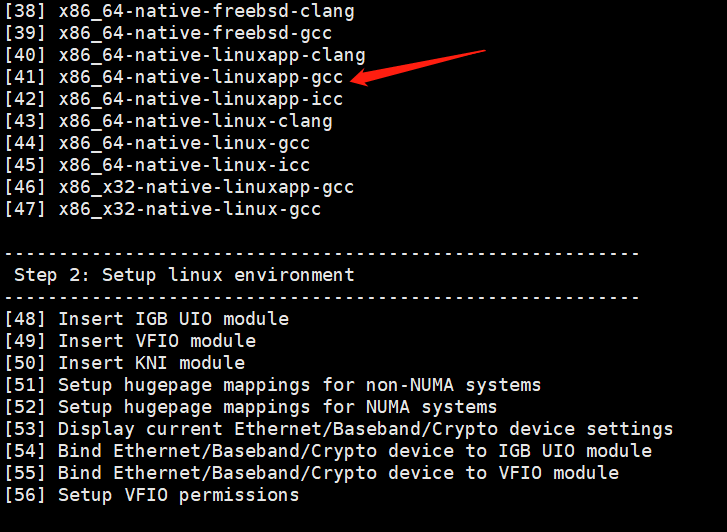 [38] x86_64-native-freebsd-clang
[39] x86_64-native-freebsd-gcc
[40] x86_64-native-linuxapp-clang
[41] x86_64-native-linuxapp-gcc
[42] x86_64-native-linuxapp-icc
[43] x86_64-native-linux-clang
[44] x86_64-native-linux-gcc
[45] x86_64-native-linux-icc
[46] x86_x32-native-linuxapp-gcc
[47] x86_x32-native-linux-gcc
----------------------------------------------------------
Step 2: Setup linux environment
----------------------------------------------------------
[48] Insert IGB UIO module
[49] Insert VFIO module
[50] Insert KNI module
[51] Setup hugepage mappings for non-NUMA systems
[52] Setup hugepage mappings for NUMA systems
[53] Display current Ethernet/Baseband/Crypto device settings
[54] Bind Ethernet/Baseband/Crypto device to IGB UIO module
[55] Bind Ethernet/Baseband/Crypto device to VFIO module
[56] Setup VFIO permissions